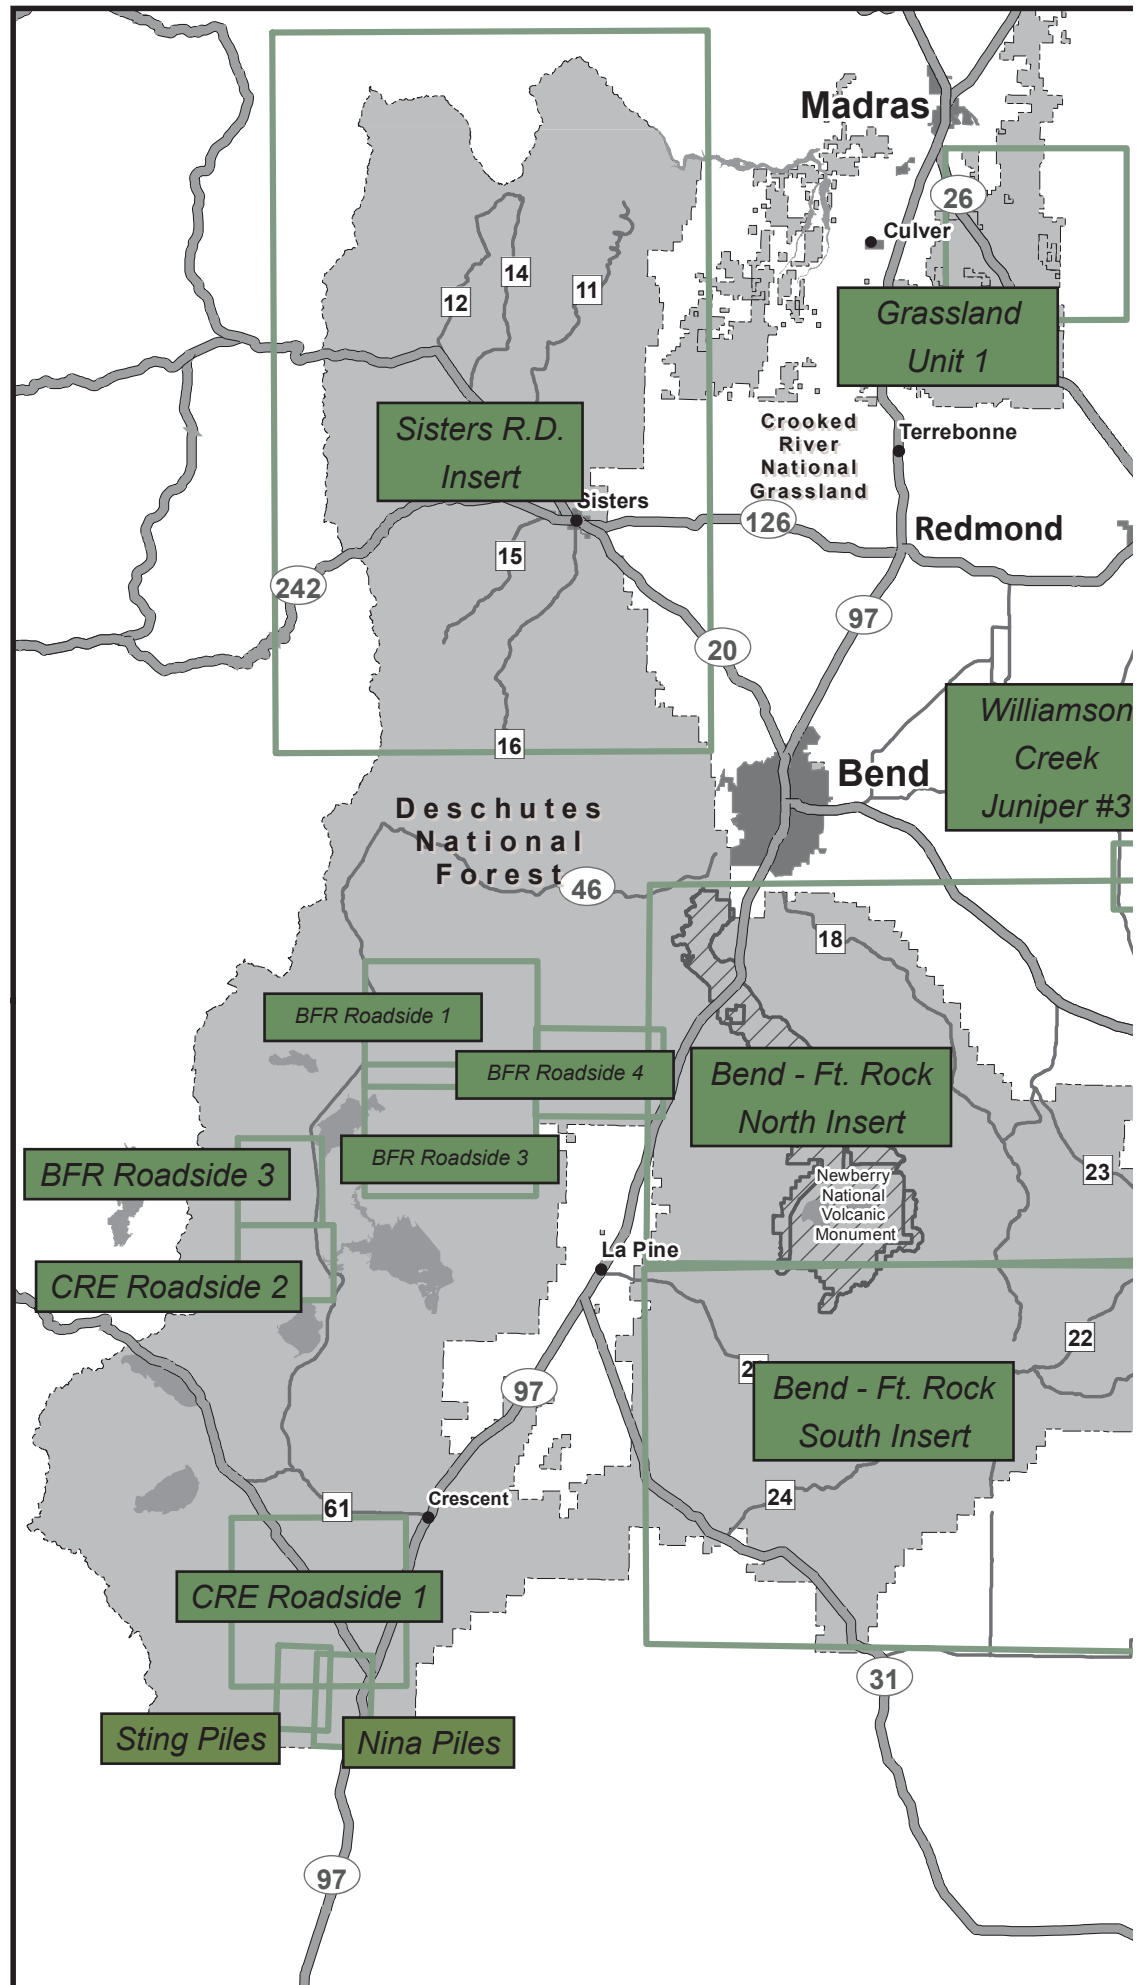 Madras
26
Culver
14
11
12
Grassland
Unit 1
Sisters R.D.
Insert
Crooked
River
National
Grassland
Terrebonne
Sisters
126
Redmond
15
242
97
20
Williamson
Creek
Juniper #3
16
Bend
Deschutes
National
Forest
46
18
BFR Roadside 1
BFR Roadside 4
Bend - Ft. Rock
North Insert
BFR Roadside 3
BFR Roadside 3
23
Newberry
National
Volcanic
Monument
La Pine
CRE Roadside 2
22
97
Bend - Ft. Rock
South Insert
24
61
Crescent
CRE Roadside 1
31
Sting Piles
Nina Piles
97